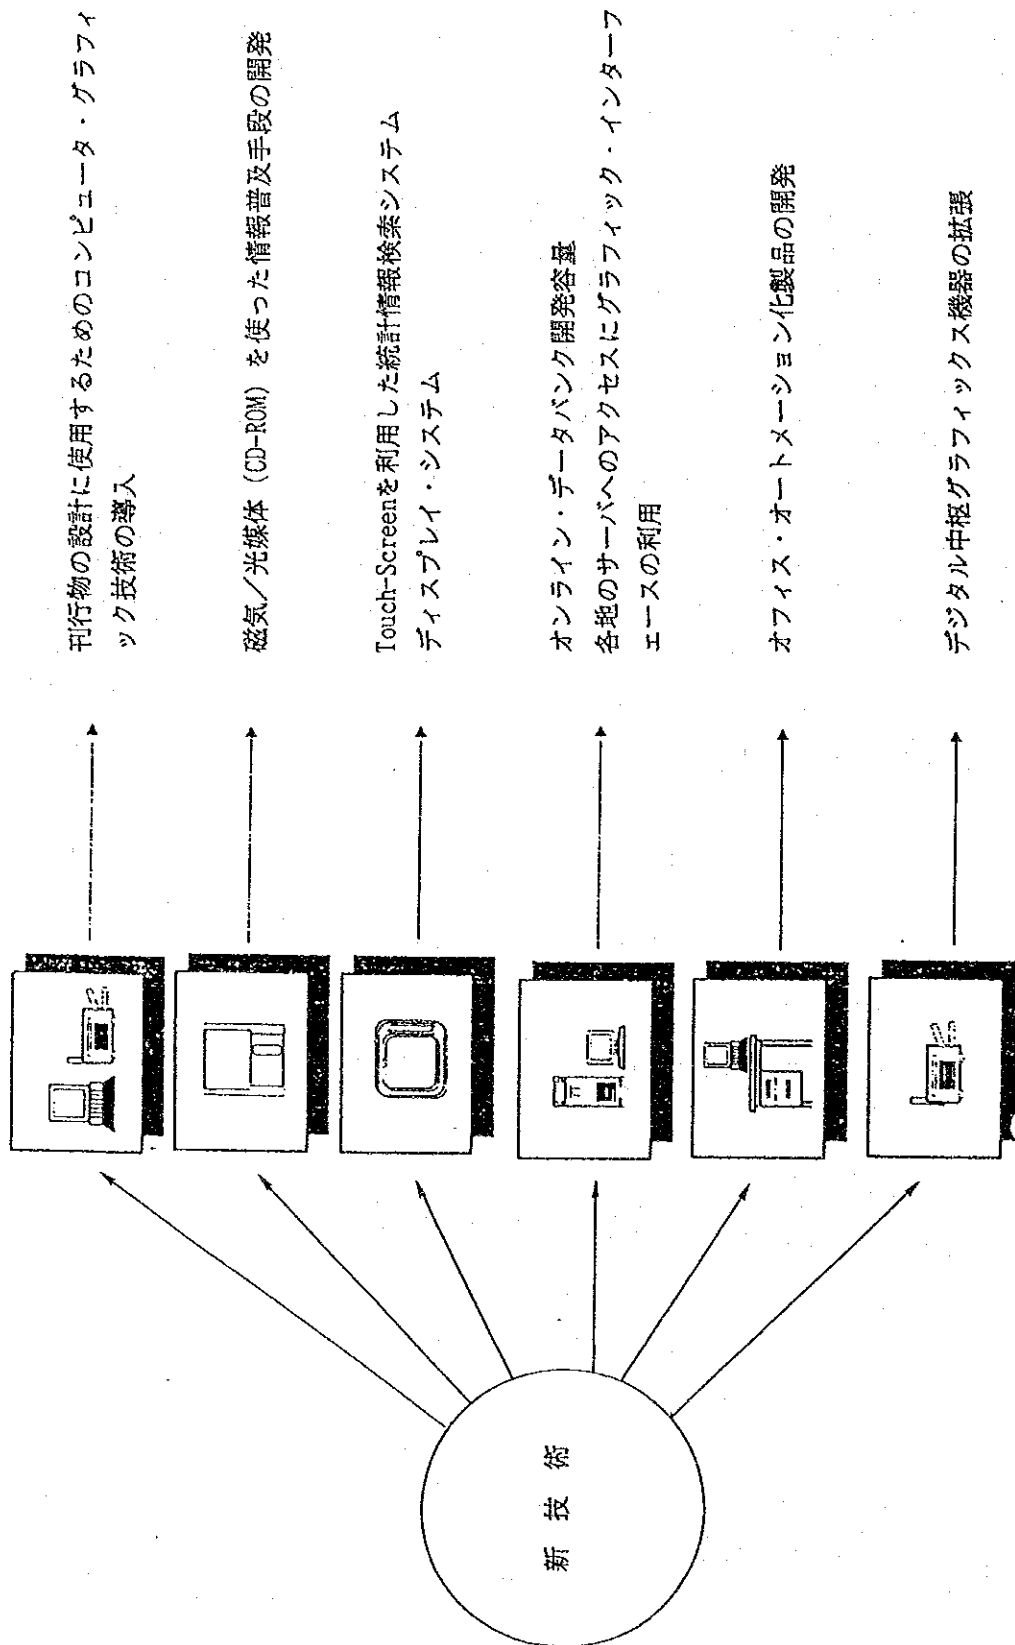 新技術
刊行物の設計に使用するためのコンピュータ・グラフィ
ック技術の導入
磁気／光媒体（CD-ROM）を使った情報普及手段の開発
Touch-Screenを利用した統計情報検索システム
ディスプレイ・システム
オンライン・データバンク開発容量
各地のサーバへのアクセスにグラフィック・インターフ
ェースの利用
オフィス・オートメーション化製品の開発
デジタル中枢グラフィックス機器の拡張